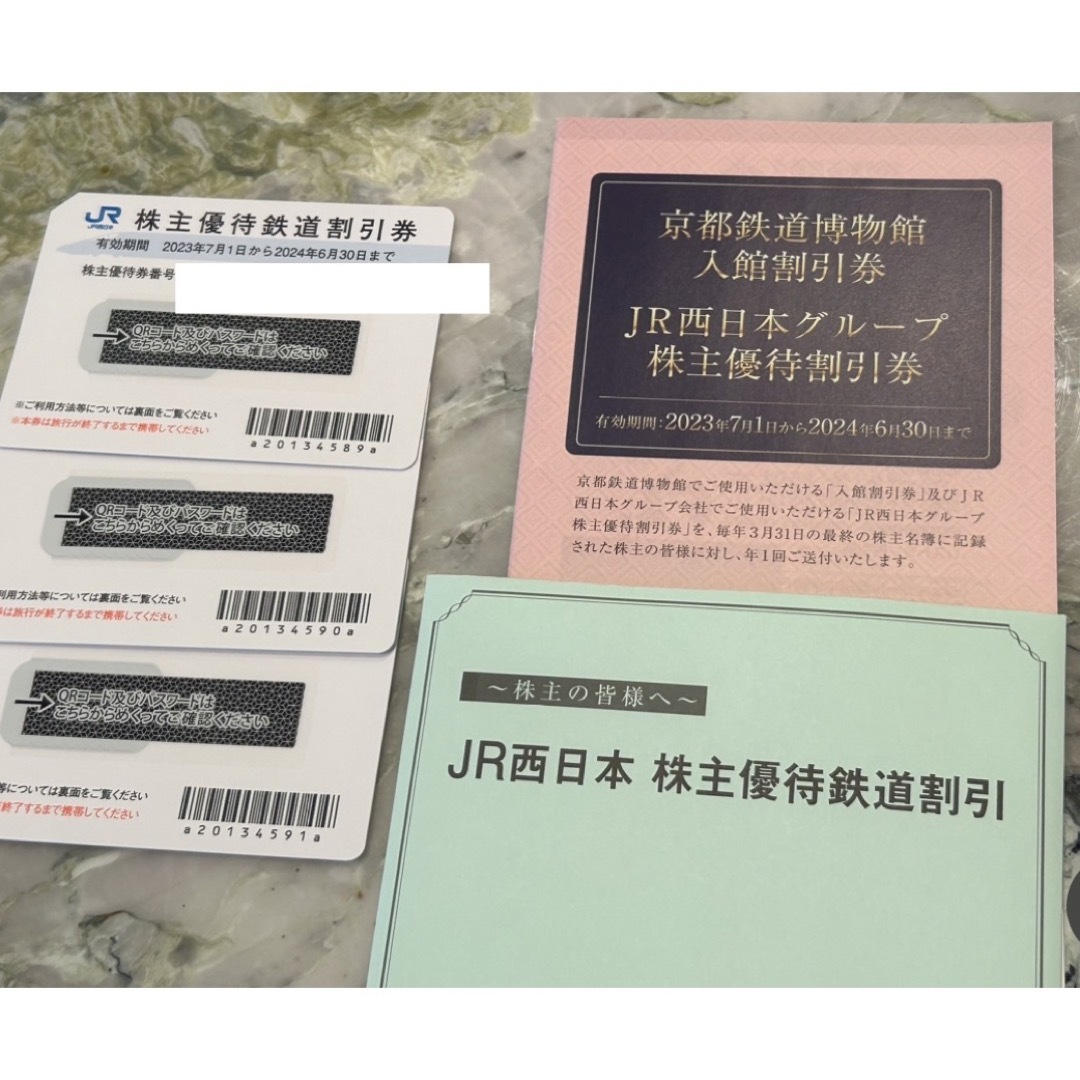 JR
JR西日本
株主優待鉄道割引券
有効期間 2023年7月1日から2024年6月30日まで
株主優待券番号
QRコード及びパスワードは
こちらからめくってご確認ください
※ご利用方法等については裏面をご覧ください
※本券は旅行が終了するまで携帯してください
a20134589a
QRコード及びパスワードは
こちらからめくってご確認ください
利用方法等については裏面をご覧ください
券は旅行が終了するまで携帯してください
a20134590a
QRコード及びパスワードは
こちらからめくってご確認ください
等については裏面をご覧ください
終了するまで携帯してください
a20134591a
京都鉄道博物館
入館割引券
JR西日本グループ
株主優待割引券
有効期間:2023年7月1日から2024年6月30日まで
京都鉄道博物館でご使用いただける「入館割引券」及びJR
西日本グループ会社でご使用いただける「JR西日本グループ
株主優待割引券」を、毎年3月31日の最終の株主名簿に記録
された株主の皆様に対し、年1回ご送付いたします。
～株主の皆様へ～
JR西日本 株主優待鉄道割引